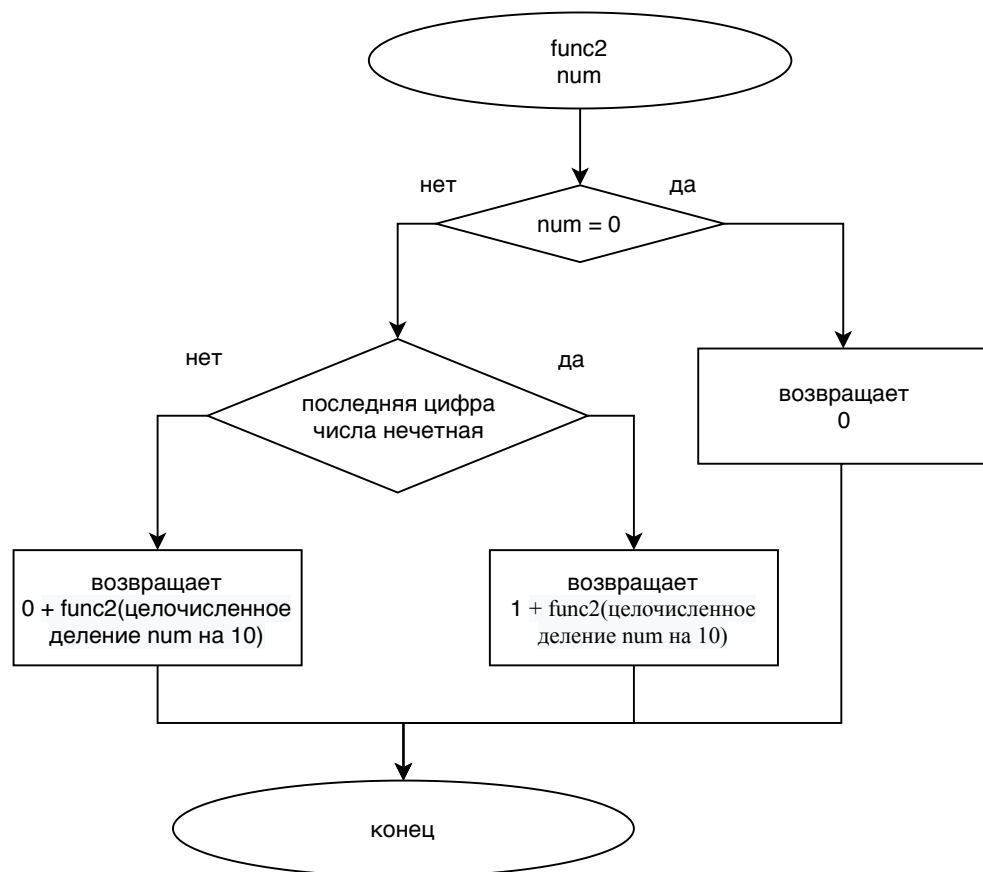 func2
num
нет
да
num = 0
нет
да
последняя цифра
числа нечетная
возвращает
0
возвращает
0 + func2(целочисленное
деление num на 10)
возвращает
1 + func2(целочисленное
деление num на 10)
конец